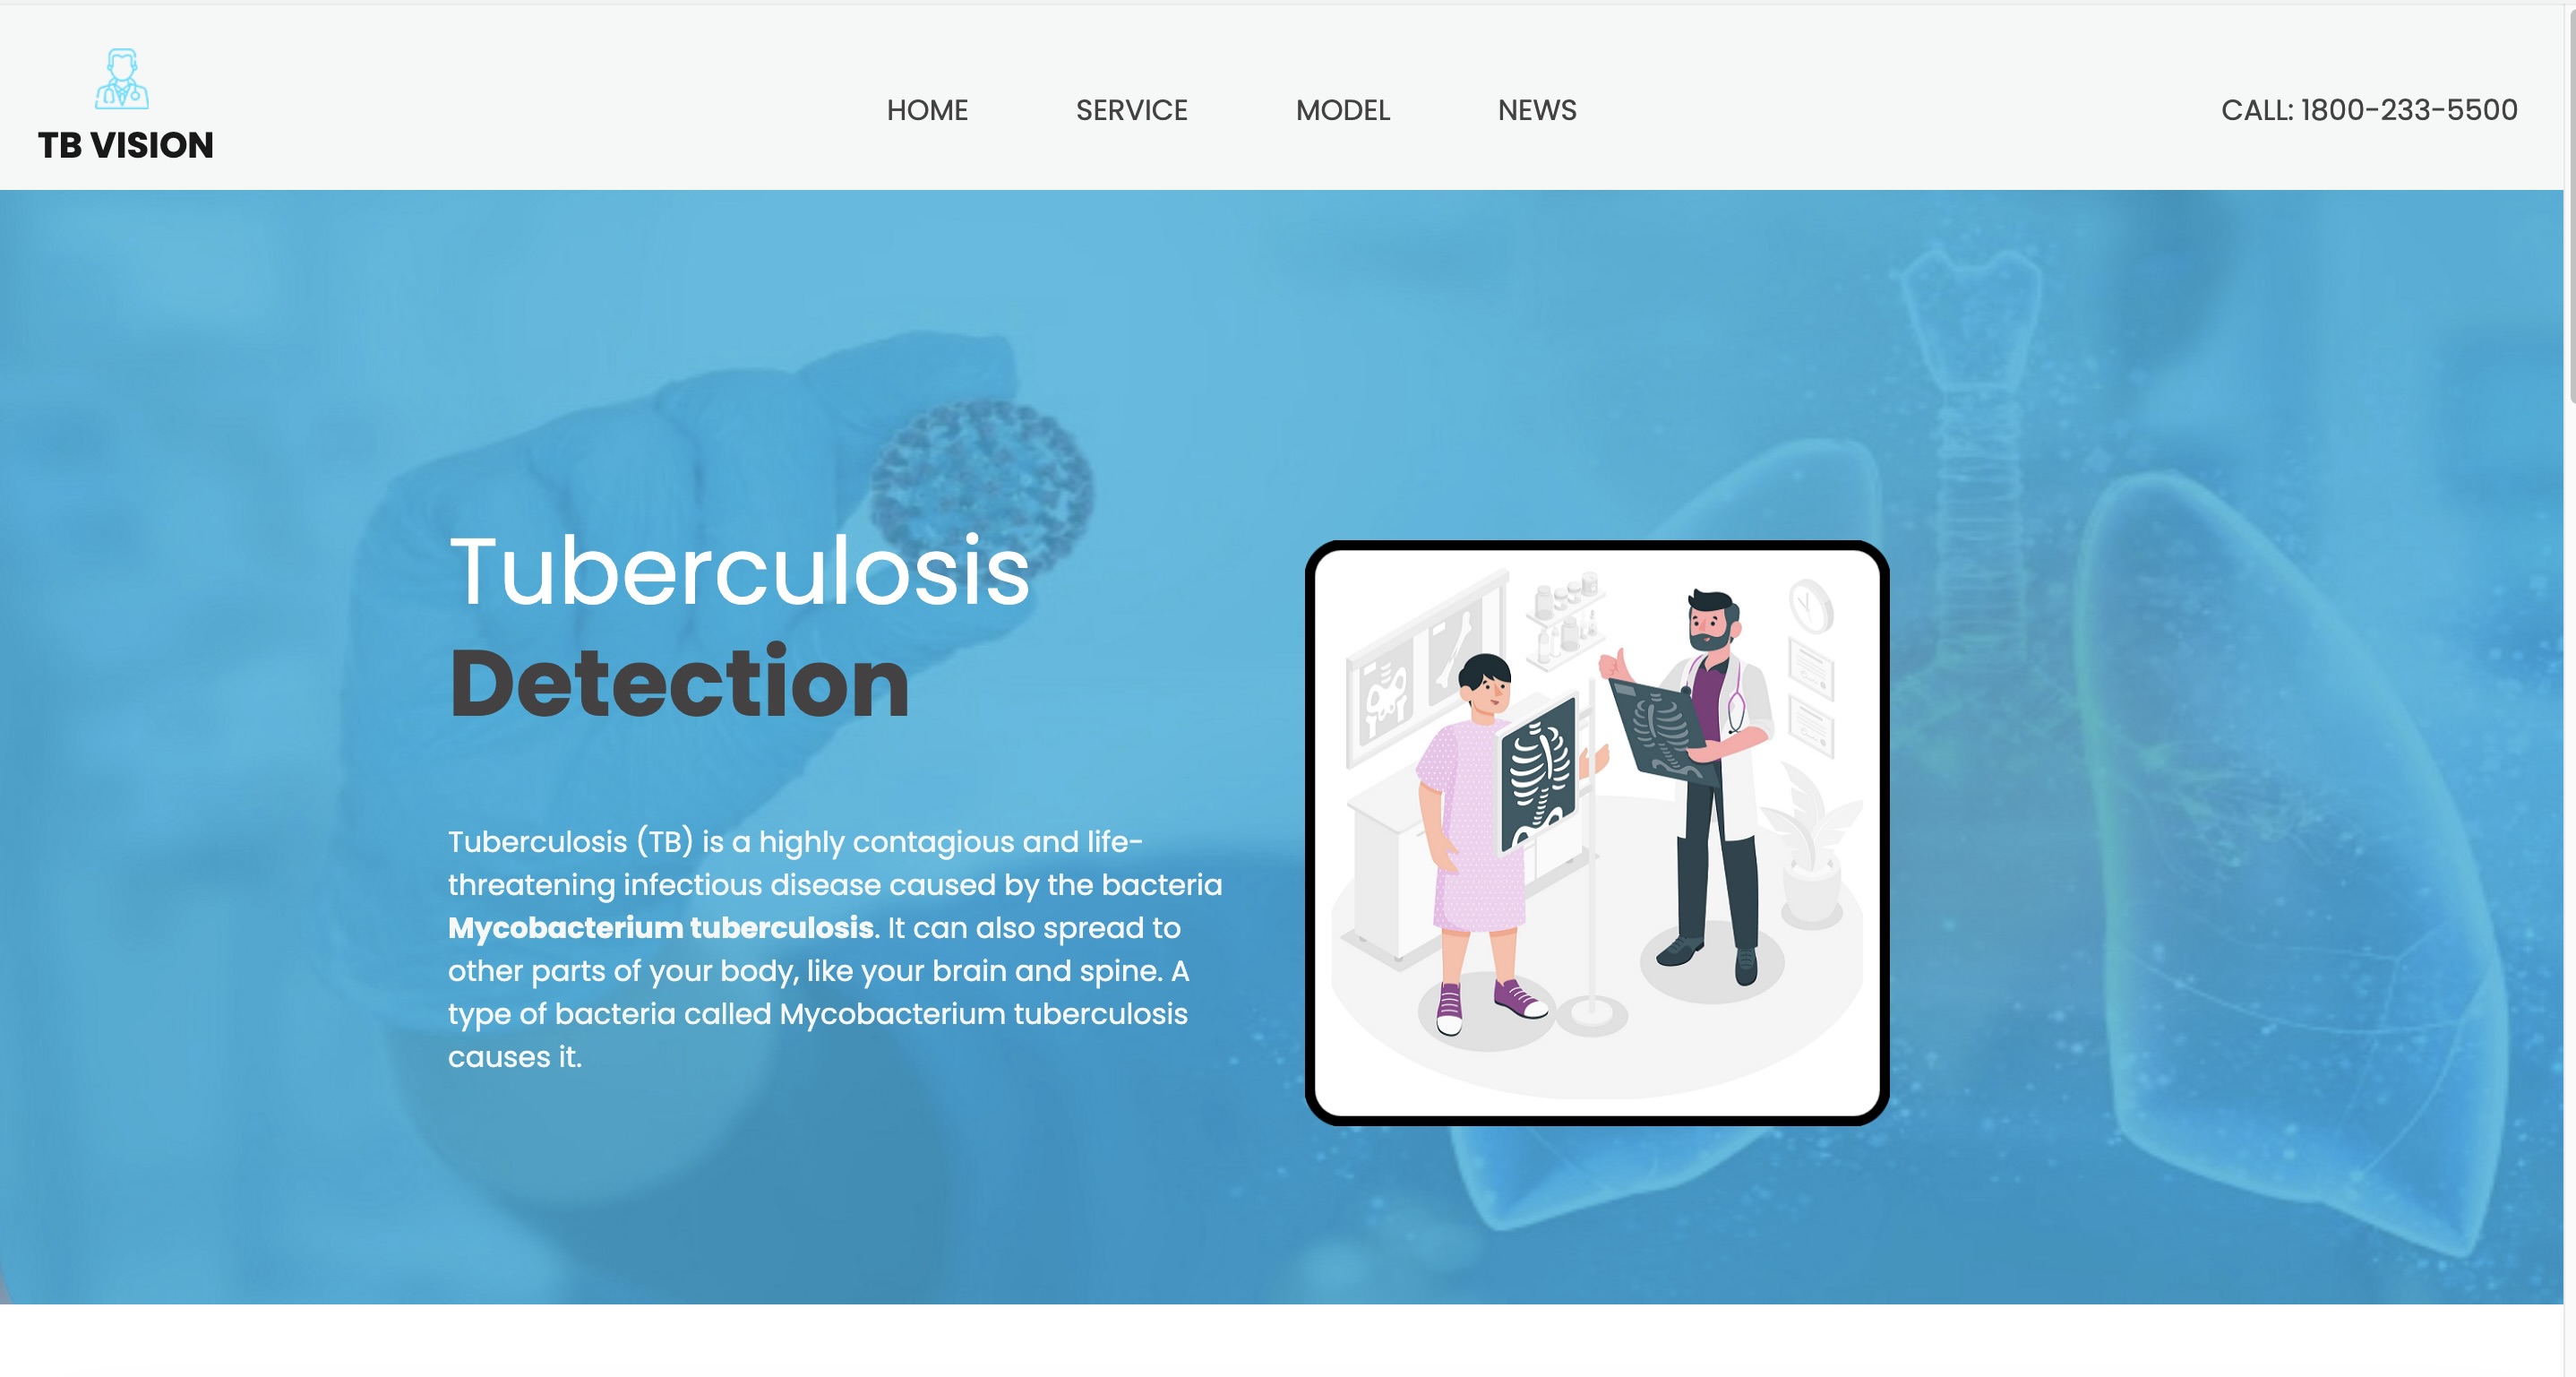 TB VISION
HOME
SERVICE
MODEL
NEWS
CALL: 1800-233-5500
Tuberculosis
Detection
Tuberculosis (TB) is a highly contagious and life-
threatening infectious disease caused by the bacteria
Mycobacterium tuberculosis. It can also spread to
other parts of your body, like your brain and spine. A
type of bacteria called Mycobacterium tuberculosis
causes it.